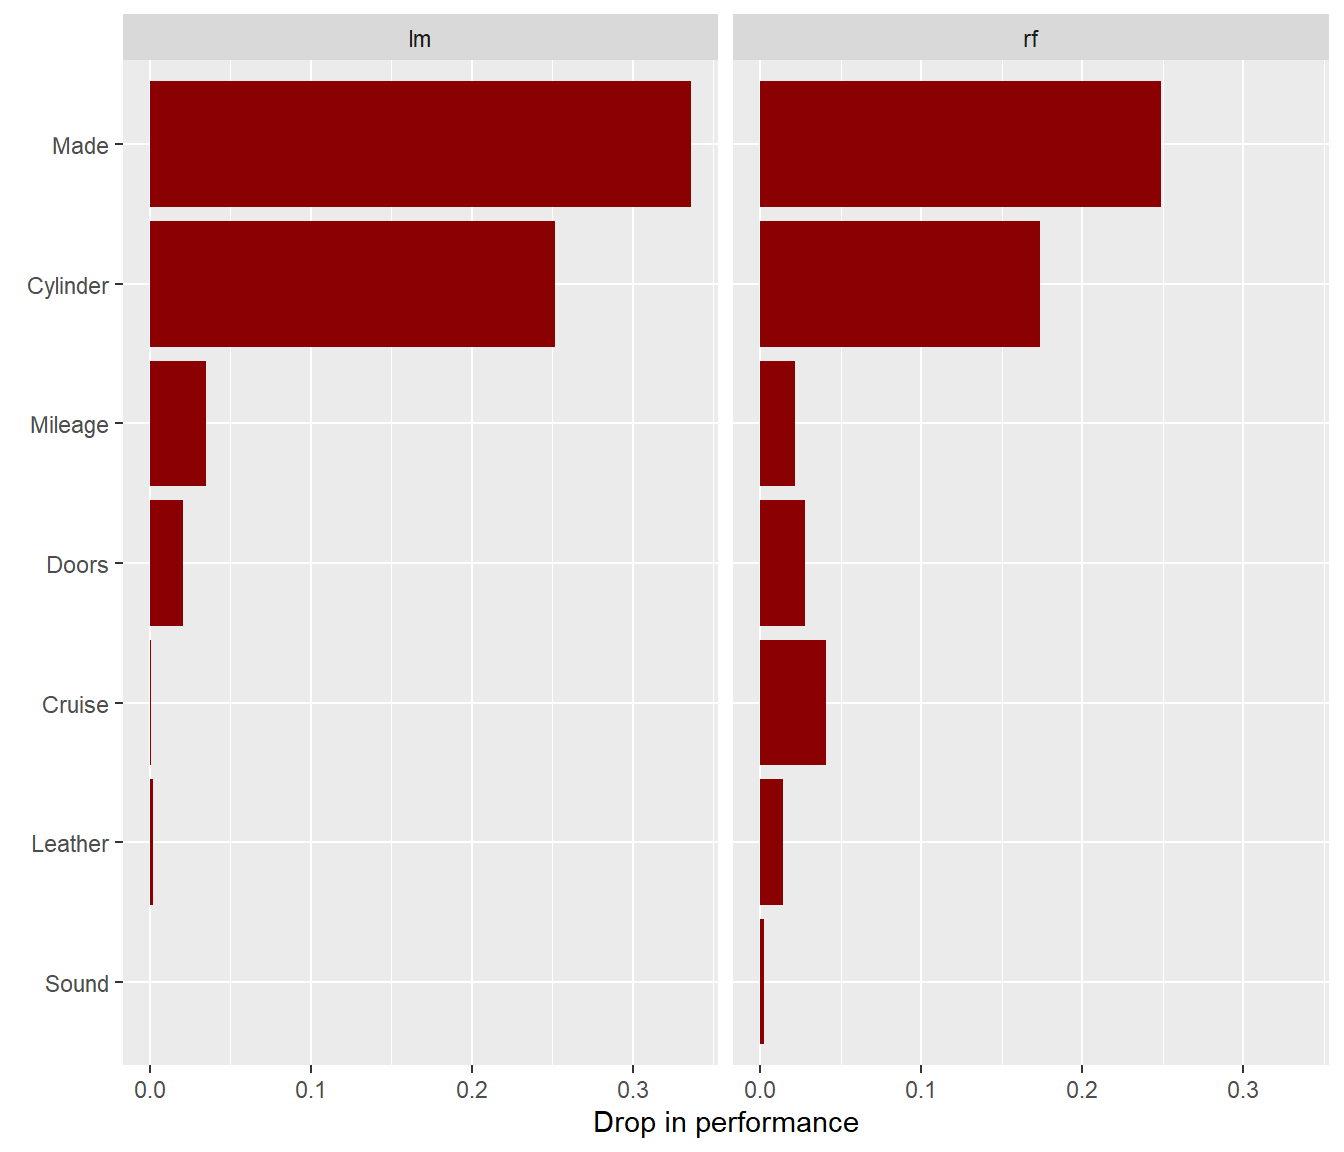 lm rf
Made
Cylinder
Mileage
Doors
Cruise
Leather
Sound
0.0 0.1 0.2 0.3 0.0 0.1 0.2 0.3
Drop in performance